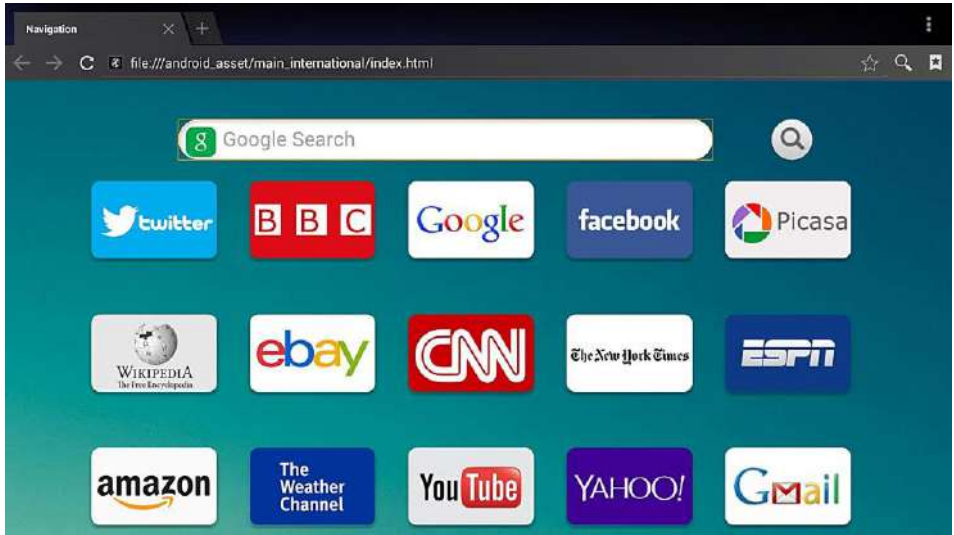 Navigation
file:///android_asset/main_international/index.html
g Google Search
twitter
BBC
Google
facebook
Picasa
WIKIPEDIA
The Free Encyclopedia
ebay
CNN
The New York Times
ESPN
amazon
The
Weather
Channel
YouTube
YAHOO!
Gmail